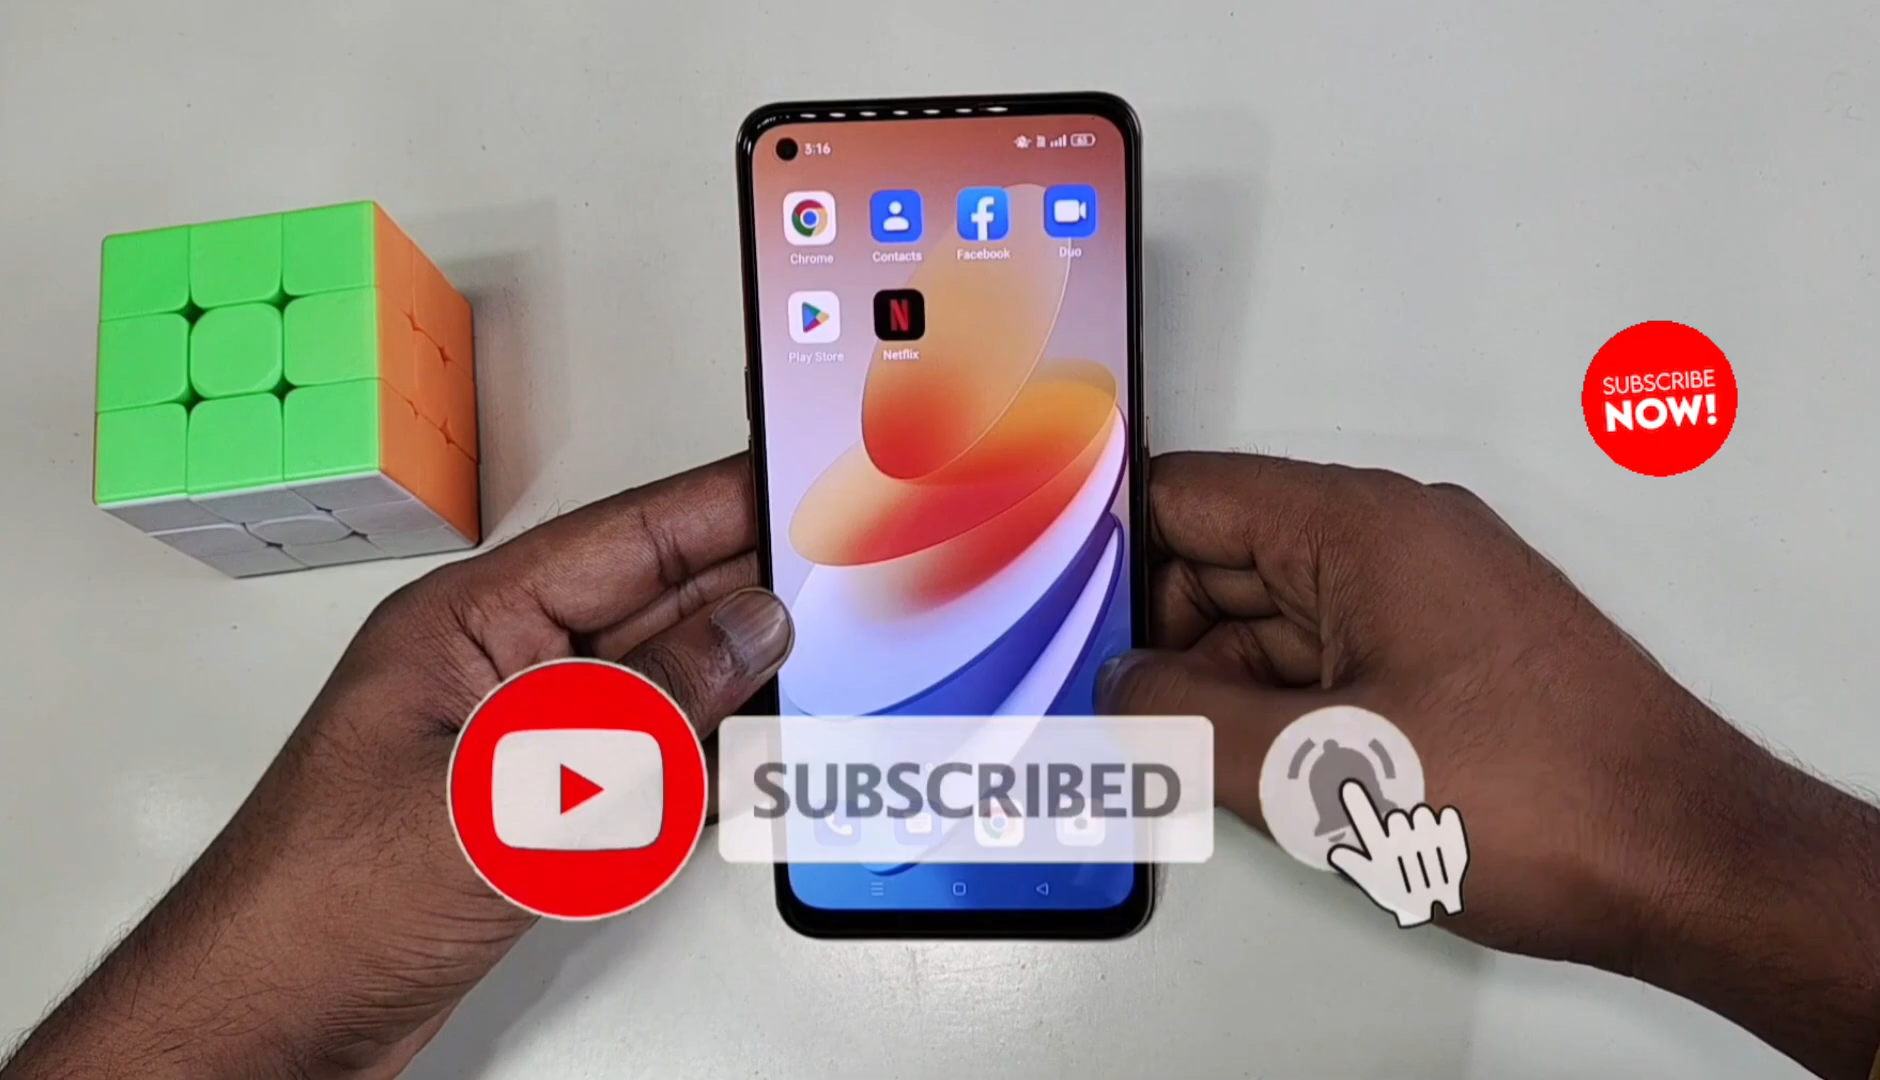 3:16
Chrome
Contacts
Facebook
Duo
Play Store
Netflix
SUBSCRIBE
NOW!
SUBSCRIBED